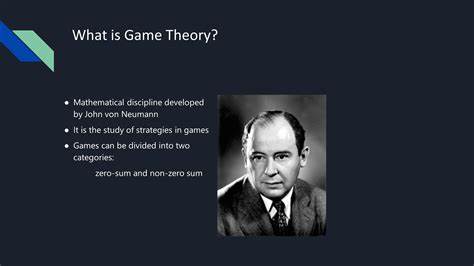 What is Game Theory?
● Mathematical discipline developed
by John von Neumann
● It is the study of strategies in games
● Games can be divided into two
categories:
zero-sum and non-zero sum